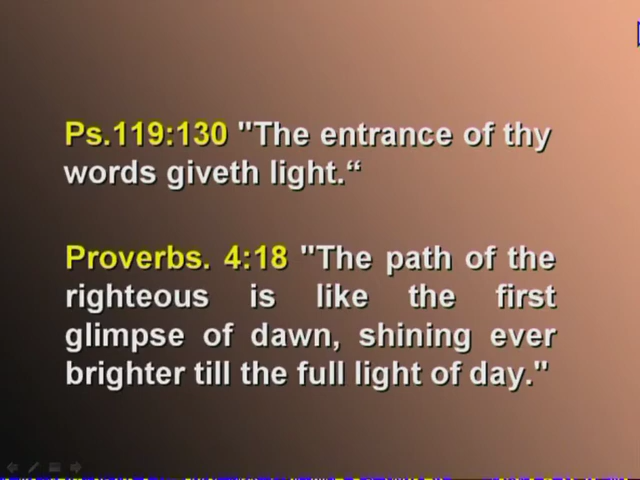 Ps.119:130 "The entrance of thy
words giveth light.“
Proverbs. 4:18 "The path of the
righteous is like the first
glimpse of dawn, shining ever
brighter till the full light of day."